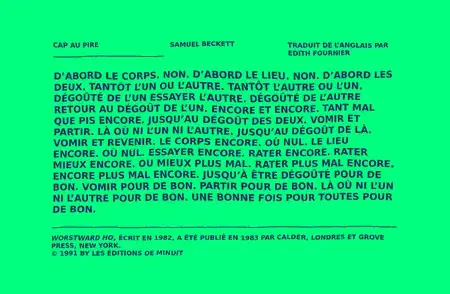 CAP AU PIRE SAMUEL BECKETT TRADUIT DE L'ANGLAIS PAR
EDITH FOURNIER
D'ABORD LE CORPS. NON. D'ABORD LE LIEU. NON. D'ABORD LES
DEUX. TANTÔT L'UN OU L'AUTRE. TANTÔT L'AUTRE OU L'UN.
DÉGOÛTÉ DE L'UN ESSAYER L'AUTRE. DÉGOÛTÉ DE L'AUTRE
RETOUR AU DÉGOÛT DE L'UN. ENCORE ET ENCORE. TANT MAL
QUE PIS ENCORE. JUSQU'AU DÉGOÛT DES DEUX. VOMIR ET
PARTIR. LÀ OÙ NI L'UN NI L'AUTRE. JUSQU'AU DÉGOÛT DE LÀ.
VOMIR ET REVENIR. LE CORPS ENCORE. OÙ NUL. LE LIEU
ENCORE. OÙ NUL. ESSAYER ENCORE. RATER ENCORE. RATER
MIEUX ENCORE. OU MIEUX PLUS MAL. RATER PLUS MAL ENCORE.
ENCORE PLUS MAL ENCORE. JUSQU'À ÊTRE DÉGOÛTÉ POUR DE
BON. VOMIR POUR DE BON. PARTIR POUR DE BON. LÀ OÙ NI L'UN
NI L'AUTRE POUR DE BON. UNE BONNE FOIS POUR TOUTES POUR
DE BON.
WORSTWARD HO, ÉCRIT EN 1982, A ÉTÉ PUBLIÉ EN 1983 PAR CALDER, LONDRES ET GROVE
PRESS, NEW YORK.
© 1991 BY LES ÉDITIONS DE MINUIT